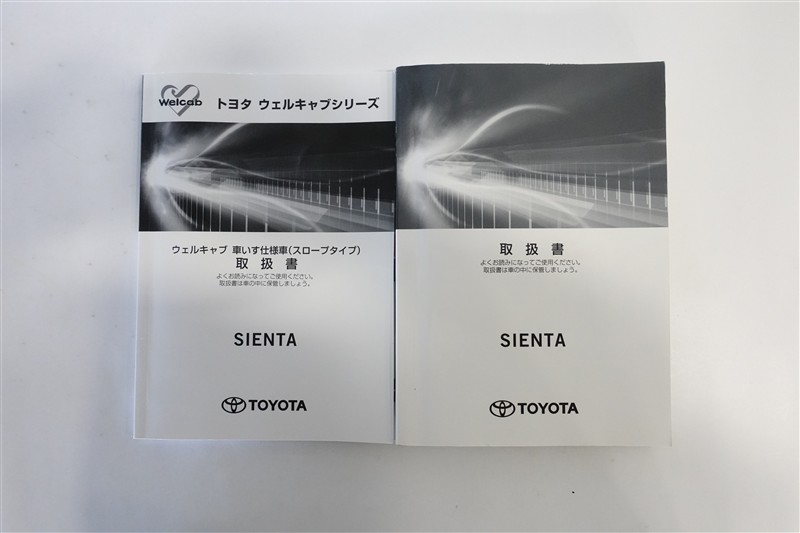 Welcab
トヨタ ウェルキャブシリーズ
ウェルキャブ 車いす仕様車(スロープタイプ)
取扱書
よくお読みになってご使用ください。
取扱書は車の中に保管しましょう。
SIENTA
TOYOTA
取扱書
よくお読みになってご使用ください。
取扱書は車の中に保管しましょう。
SIENTA
TOYOTA